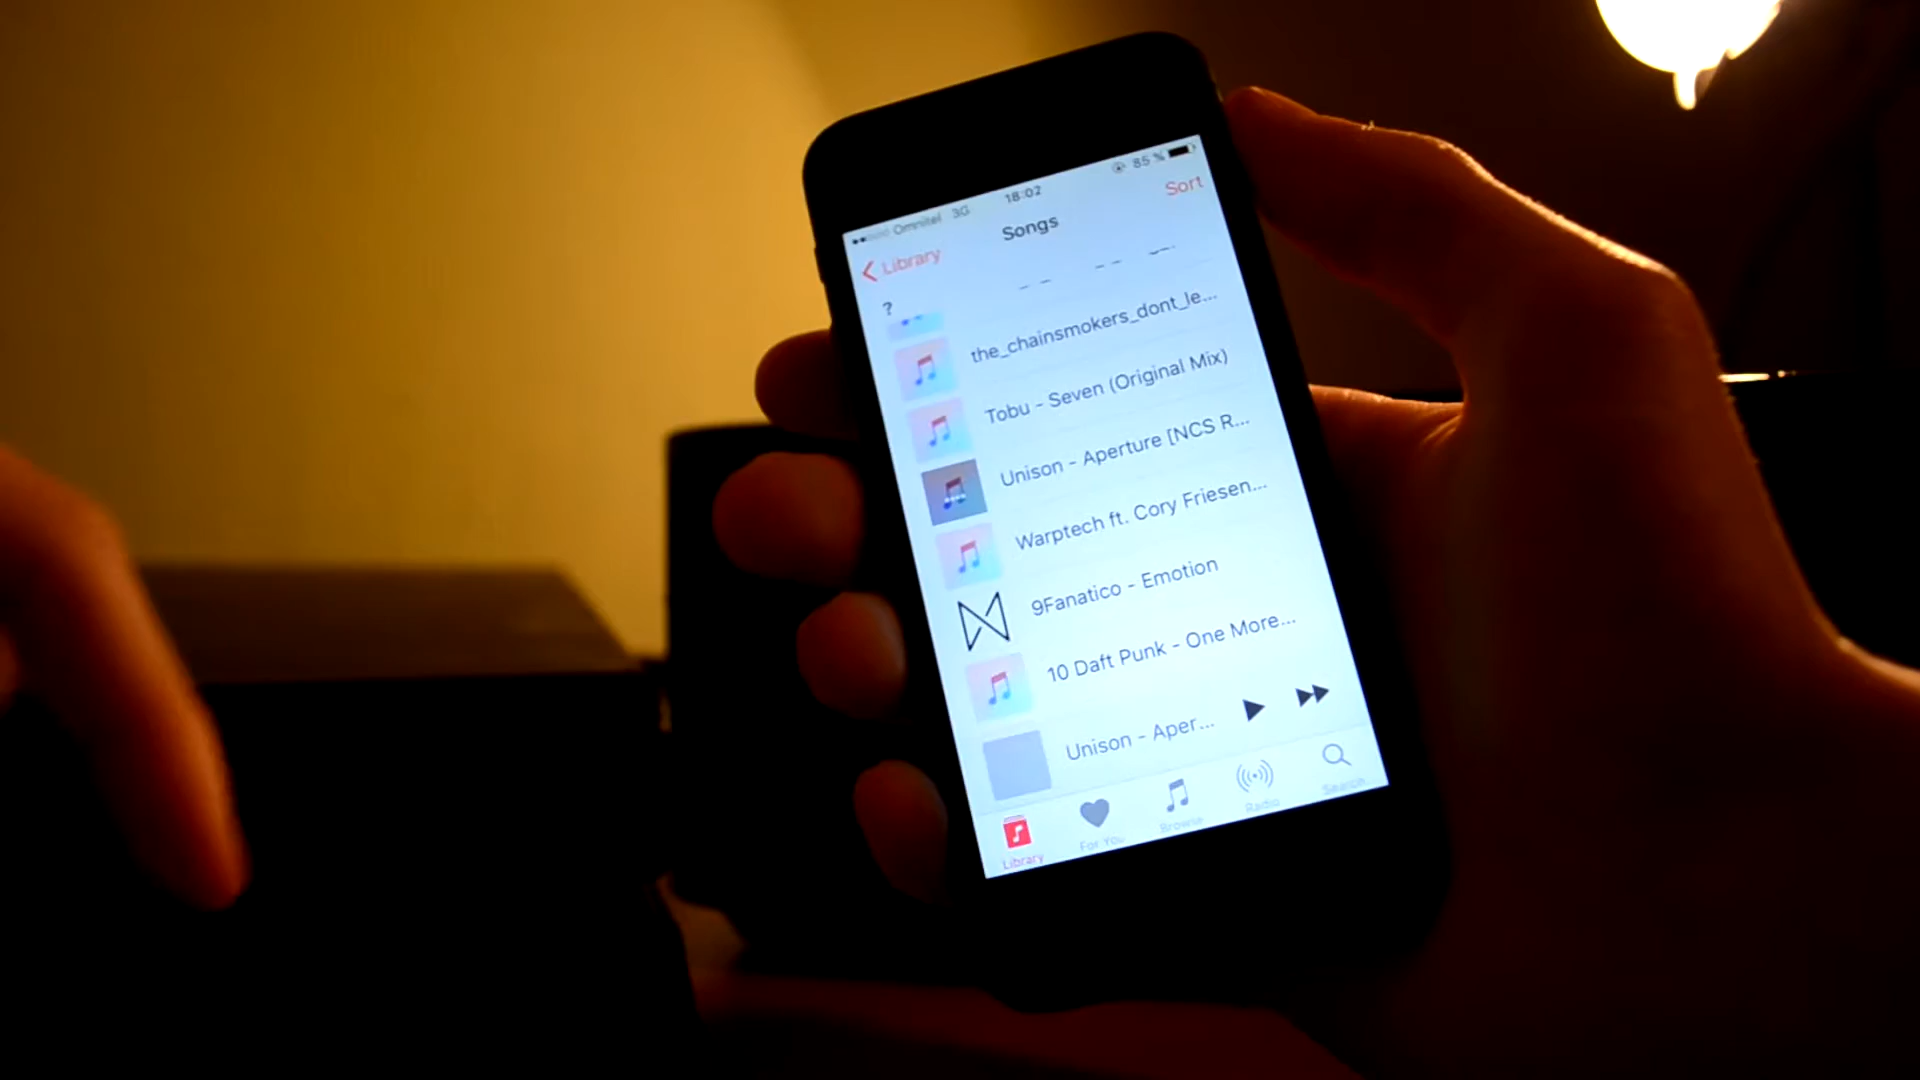 Omnitel 3G 18:02 85 %
Library Songs Sort
?
the_chainsmokers_dont_le...
Tobu - Seven (Original Mix)
Unison - Aperture [NCS R...
Warptech ft. Cory Friesen...
9Fanatico - Emotion
10 Daft Punk - One More...
Unison - Aper...
Library For You Browse Radio Search